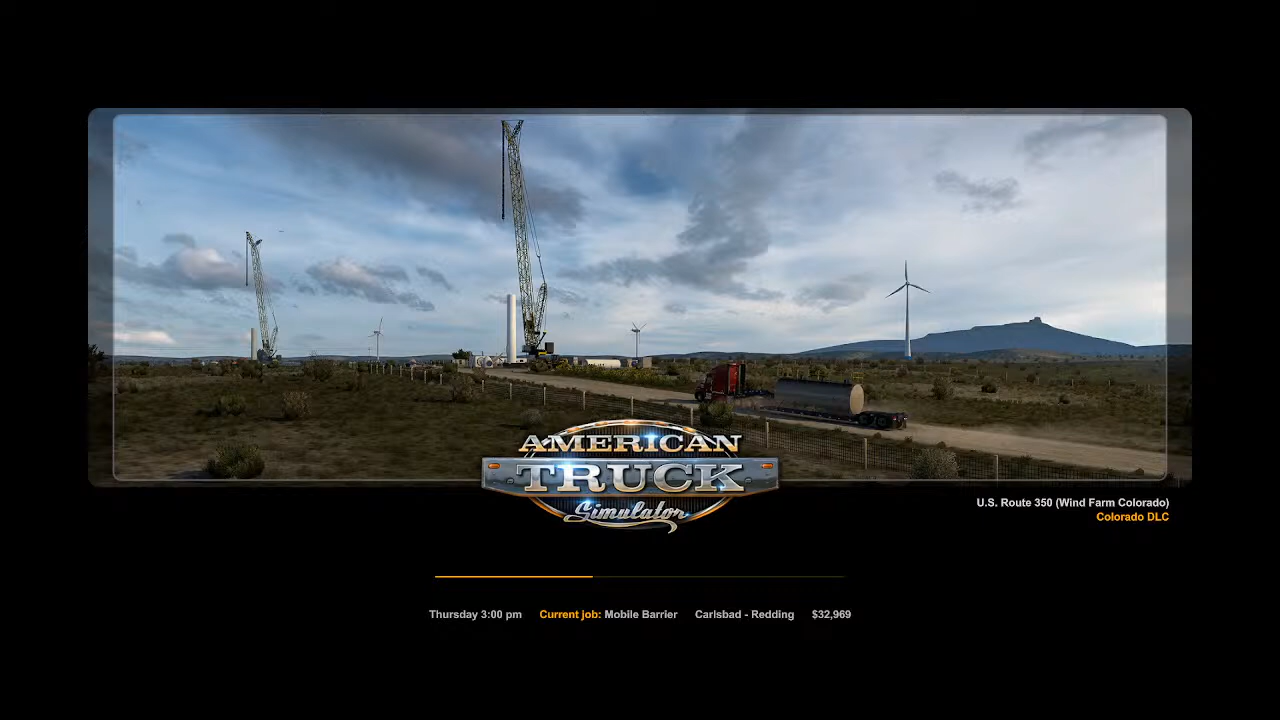 AMERICAN
TRUCK
Simulator
U.S. Route 350 (Wind Farm Colorado)
Colorado DLC
Thursday 3:00 pm Current job: Mobile Barrier Carlsbad - Redding $32,969